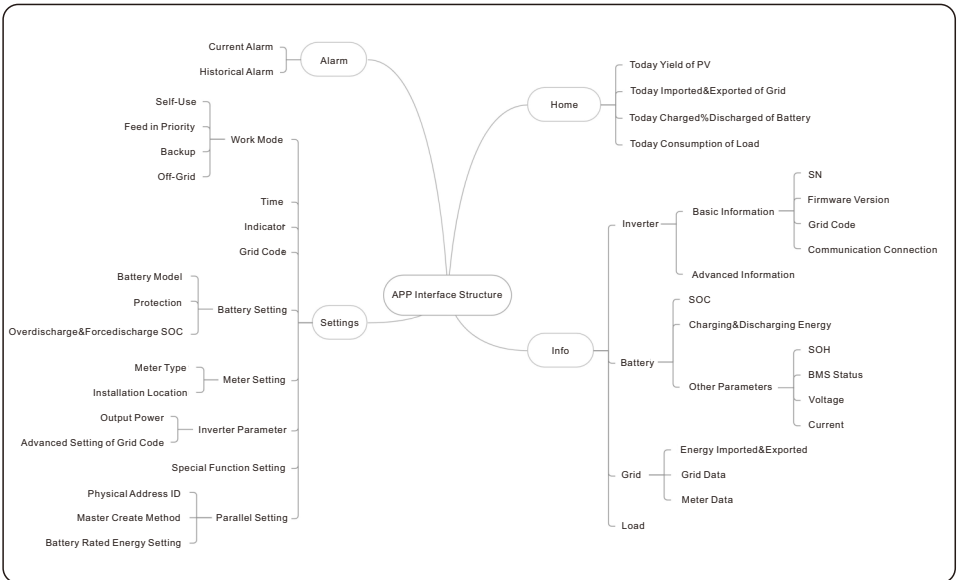 APP Interface Structure
Alarm
Current Alarm
Historical Alarm
Settings
Work Mode
Self-Use
Feed in Priority
Backup
Off-Grid
Time
Indicator
Grid Code
Battery Setting
Battery Model
Protection
Overdischarge&Forcedischarge SOC
Meter Setting
Meter Type
Installation Location
Inverter Parameter
Output Power
Advanced Setting of Grid Code
Special Function Setting
Parallel Setting
Physical Address ID
Master Create Method
Battery Rated Energy Setting
Home
Today Yield of PV
Today Imported&Exported of Grid
Today Charged%Discharged of Battery
Today Consumption of Load
Info
Inverter
Basic Information
SN
Firmware Version
Grid Code
Communication Connection
Advanced Information
Battery
SOC
Charging&Discharging Energy
Other Parameters
SOH
BMS Status
Voltage
Current
Grid
Energy Imported&Exported
Grid Data
Meter Data
Load